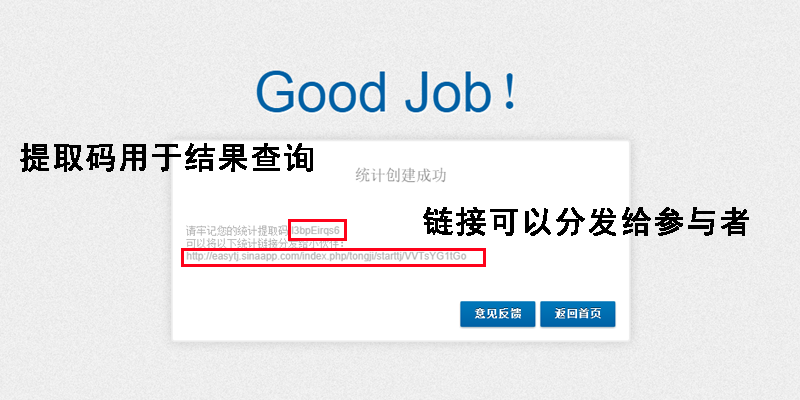 Good Job！
提取码用于结果查询
统计创建成功
链接可以分发给参与者
请牢记您的统计提取码:l3bpEirqs6
可以将以下统计链接分发给小伙伴：
http://easytj.sinaapp.com/index.php/tongji/starttj/VVTsYG1tGo
意见反馈
返回首页